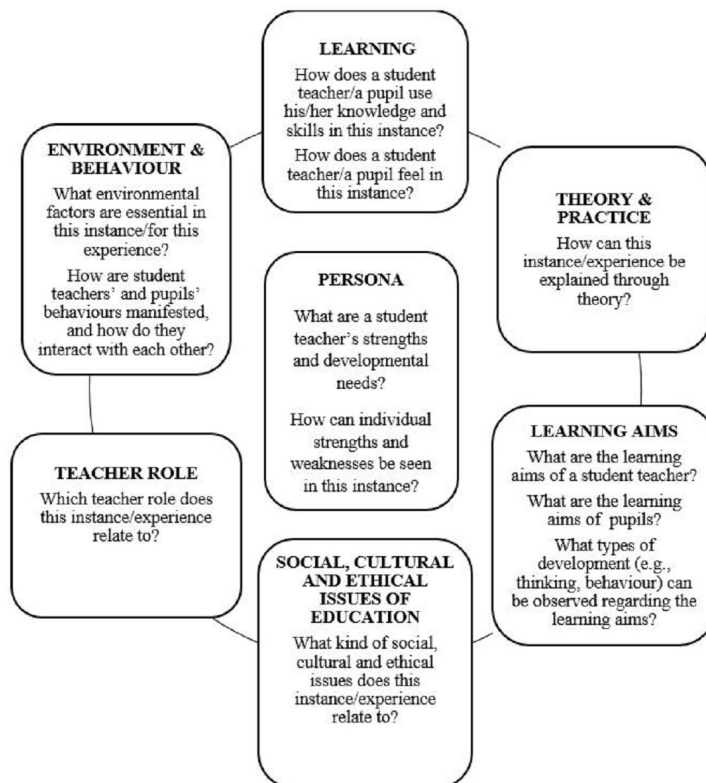 LEARNING
How does a student
teacher/a pupil use
his/her knowledge and
skills in this instance?
How does a student
teacher/a pupil feel in
this instance?
ENVIRONMENT &
BEHAVIOUR
What environmental
factors are essential in
this instance/for this
experience?
How are student
teachers’ and pupils’
behaviours manifested,
and how do they
interact with each other?
THEORY &
PRACTICE
How can this
instance/experience be
explained through
theory?
PERSONA
What are a student
teacher’s strengths
and developmental
needs?
How can individual
strengths and
weaknesses be seen
in this instance?
TEACHER ROLE
Which teacher role does
this instance/experience
relate to?
LEARNING AIMS
What are the learning
aims of a student teacher?
What are the learning
aims of pupils?
What types of
development (e.g.,
thinking, behaviour) can
be observed regarding the
learning aims?
SOCIAL, CULTURAL
AND ETHICAL
ISSUES OF
EDUCATION
What kind of social,
cultural and ethical
issues does this
instance/experience
relate to?